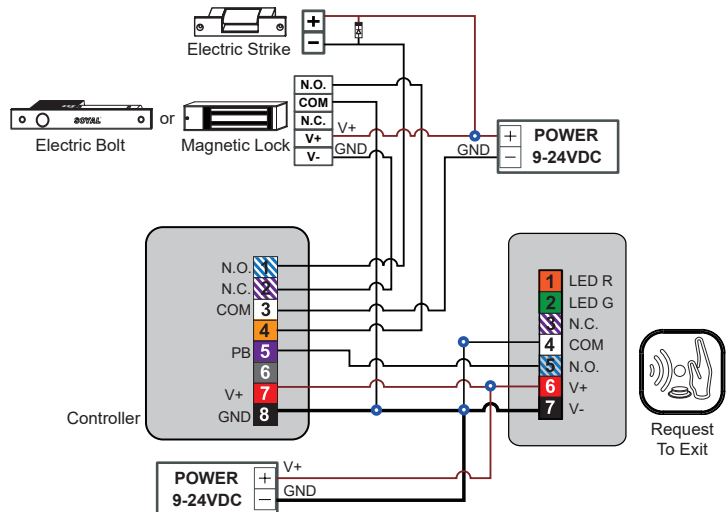 Electric Strike
+
−
SOYAL
Electric Bolt
or
Magnetic Lock
N.O.
COM
N.C.
V+
V-
V+
GND
GND
+
−
POWER
9-24VDC
Controller
N.O. 1
N.C. 2
COM 3
4
PB 5
6
V+ 7
GND 8
1 LED R
2 LED G
3 N.C.
4 COM
5 N.O.
6 V+
7 V-
Request
To Exit
POWER
9-24VDC
+
−
V+
GND